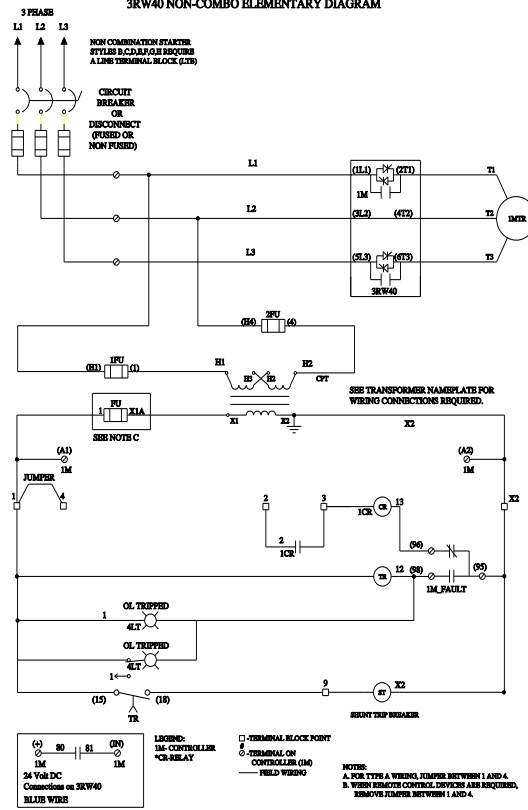 3RW40 NON-COMBO ELEMENTARY DIAGRAM
3 PHASE
L1 L2 L3
NON COMBINATION STARTER
STYLES B,C,D,E,F,G,H REQUIRE
A LINE TERMINAL BLOCK (LTB)
CIRCUIT
BREAKER
OR
DISCONNECT
(FUSED OR
NON FUSED)
L1
(1L1) (2T1)
T1
1M
L2
(3L2) (4T2)
T2
1MTR
L3
(5L3) (6T3)
T3
3RW40
2FU
(H4) (4)
1FU
(H1) (1)
H1 H3 H2 H2
CPT
SEE TRANSFORMER NAMEPLATE FOR
WIRING CONNECTIONS REQUIRED.
FU
1 X1A
X1 X2
X2
SEE NOTE C
(A1)
1M
(A2)
1M
JUMPER
1 4
2 3
1CR
CR
13
X2
2
1CR
(96)
TR
12 (98) (95)
1M_FAULT
OL TRIPPED
1
4LT
OL TRIPPED
4LT
1
(15) (18)
TR
9
ST
X2
SHUNT TRIP BREAKER
(+) 80 81 (IN)
1M 1M
24 Volt DC
Connections on 3RW40
BLUE WIRE
LEGEND:
1M- CONTROLLER
*CR-RELAY
-TERMINAL BLOCK POINT
#
-TERMINAL ON
CONTROLLER (1M)
FIELD WIRING
NOTES:
A. FOR TYPE A WIRING, JUMPER BETWEEN 1 AND 4.
B. WHEN REMOTE CONTROL DEVICES ARE REQUIRED,
REMOVE JUMPER BETWEEN 1 AND 4.